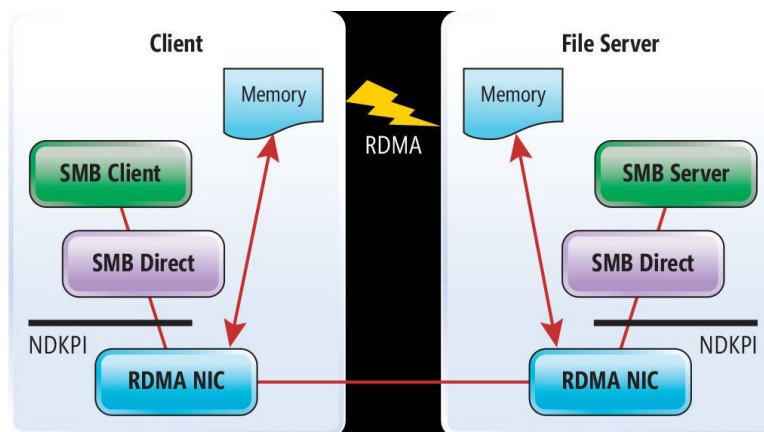 Client
File Server
Memory
Memory
RDMA
SMB Client
SMB Server
SMB Direct
SMB Direct
NDKPI
NDKPI
RDMA NIC
RDMA NIC